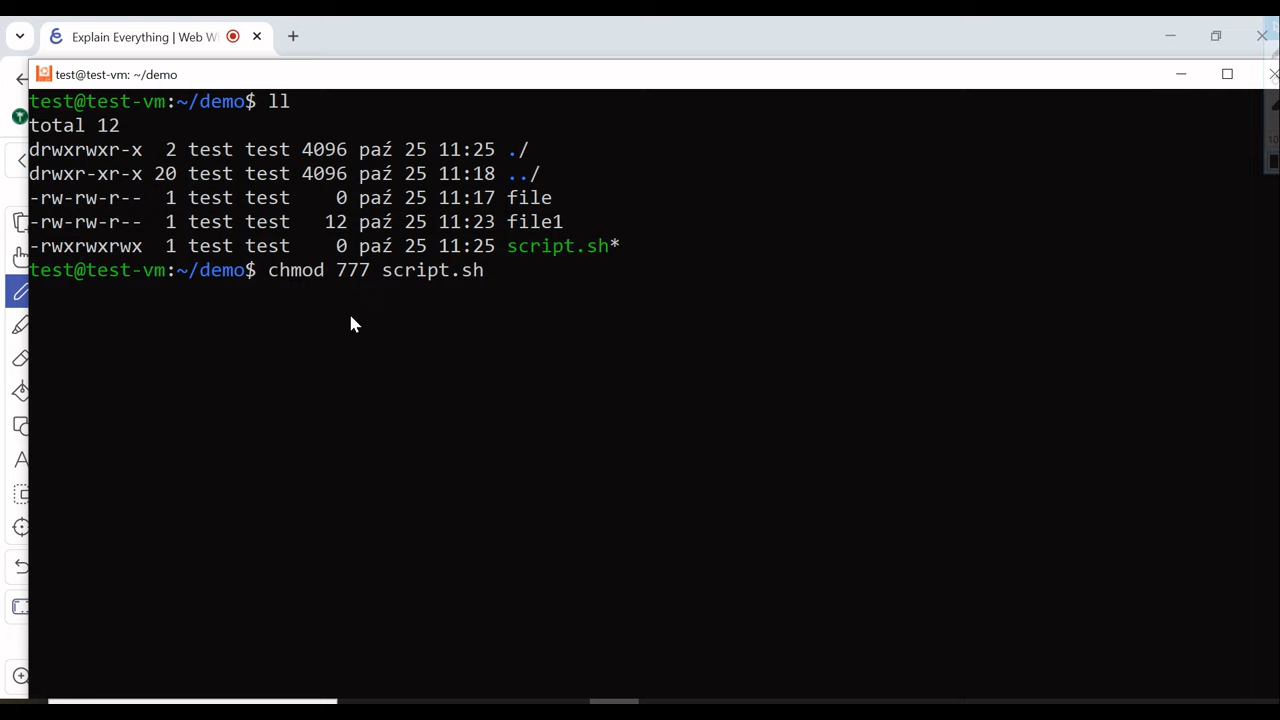 Explain Everything | Web W
test@test-vm: ~/demo
test@test-vm:~/demo$ ll
total 12
drwxrwxr-x  2 test test 4096 paź 25 11:25 ./
drwxr-xr-x 20 test test 4096 paź 25 11:18 ../
-rw-rw-r--  1 test test    0 paź 25 11:17 file
-rw-rw-r--  1 test test   12 paź 25 11:23 file1
-rwxrwxrwx  1 test test    0 paź 25 11:25 script.sh*
test@test-vm:~/demo$ chmod 777 script.sh